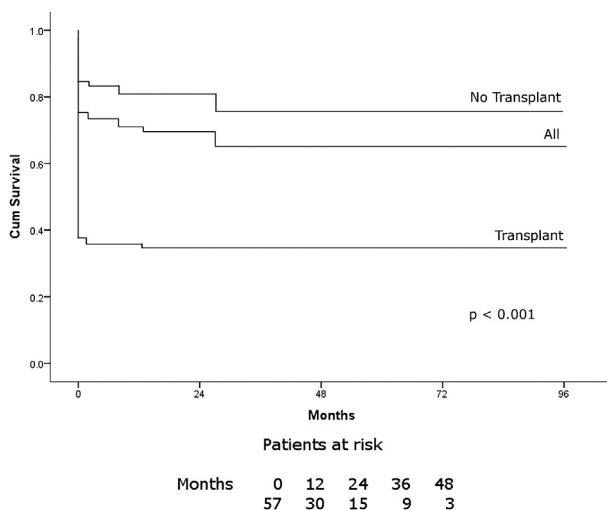 1.0
0.8
0.6
0.4
0.2
0.0
Cum Survival
No Transplant
All
Transplant
p < 0.001
0 24 48 72 96
Months
Patients at risk
Months 0 12 24 36 48
57 30 15 9 3